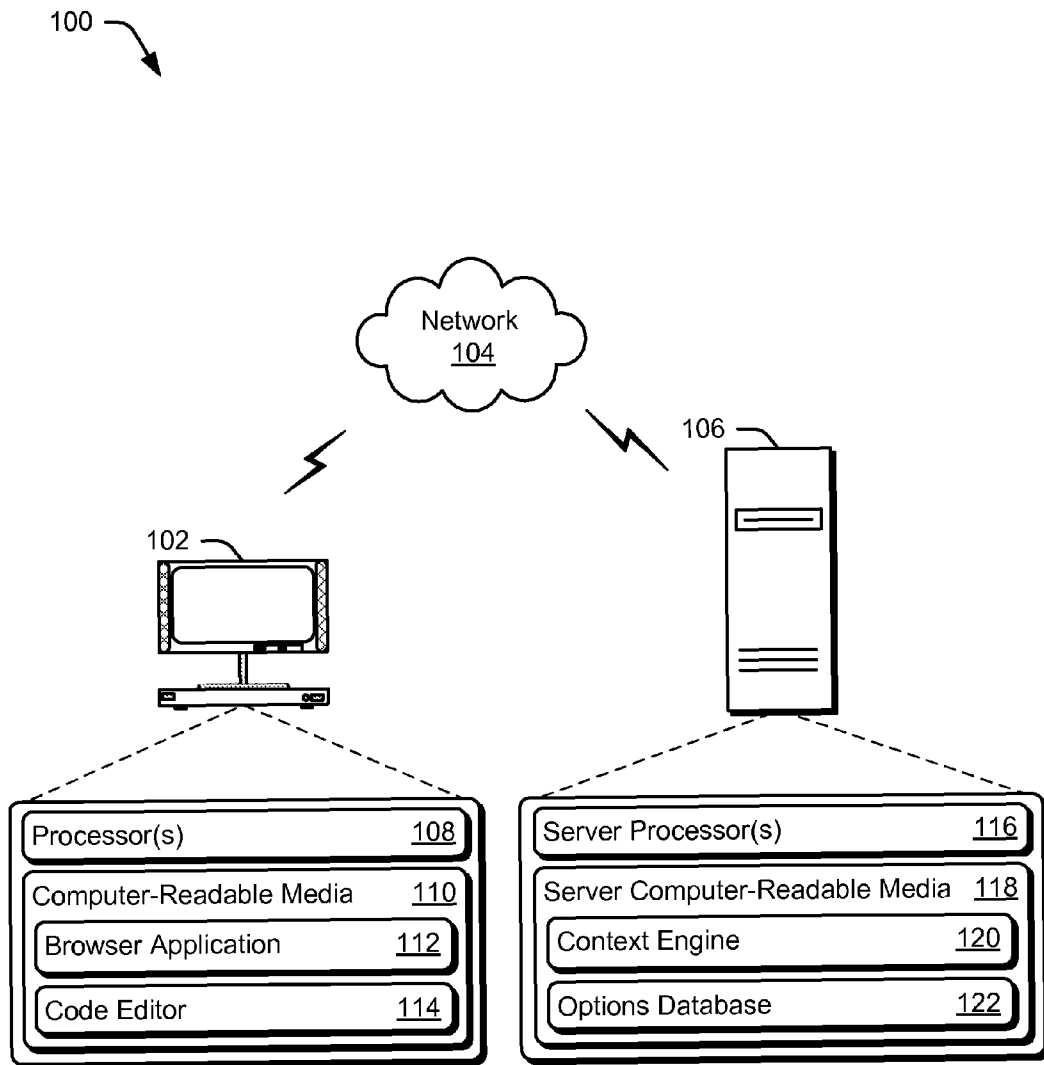 100
Network
104
106
102
Processor(s) 108
Computer-Readable Media 110
Browser Application 112
Code Editor 114
Server Processor(s) 116
Server Computer-Readable Media 118
Context Engine 120
Options Database 122